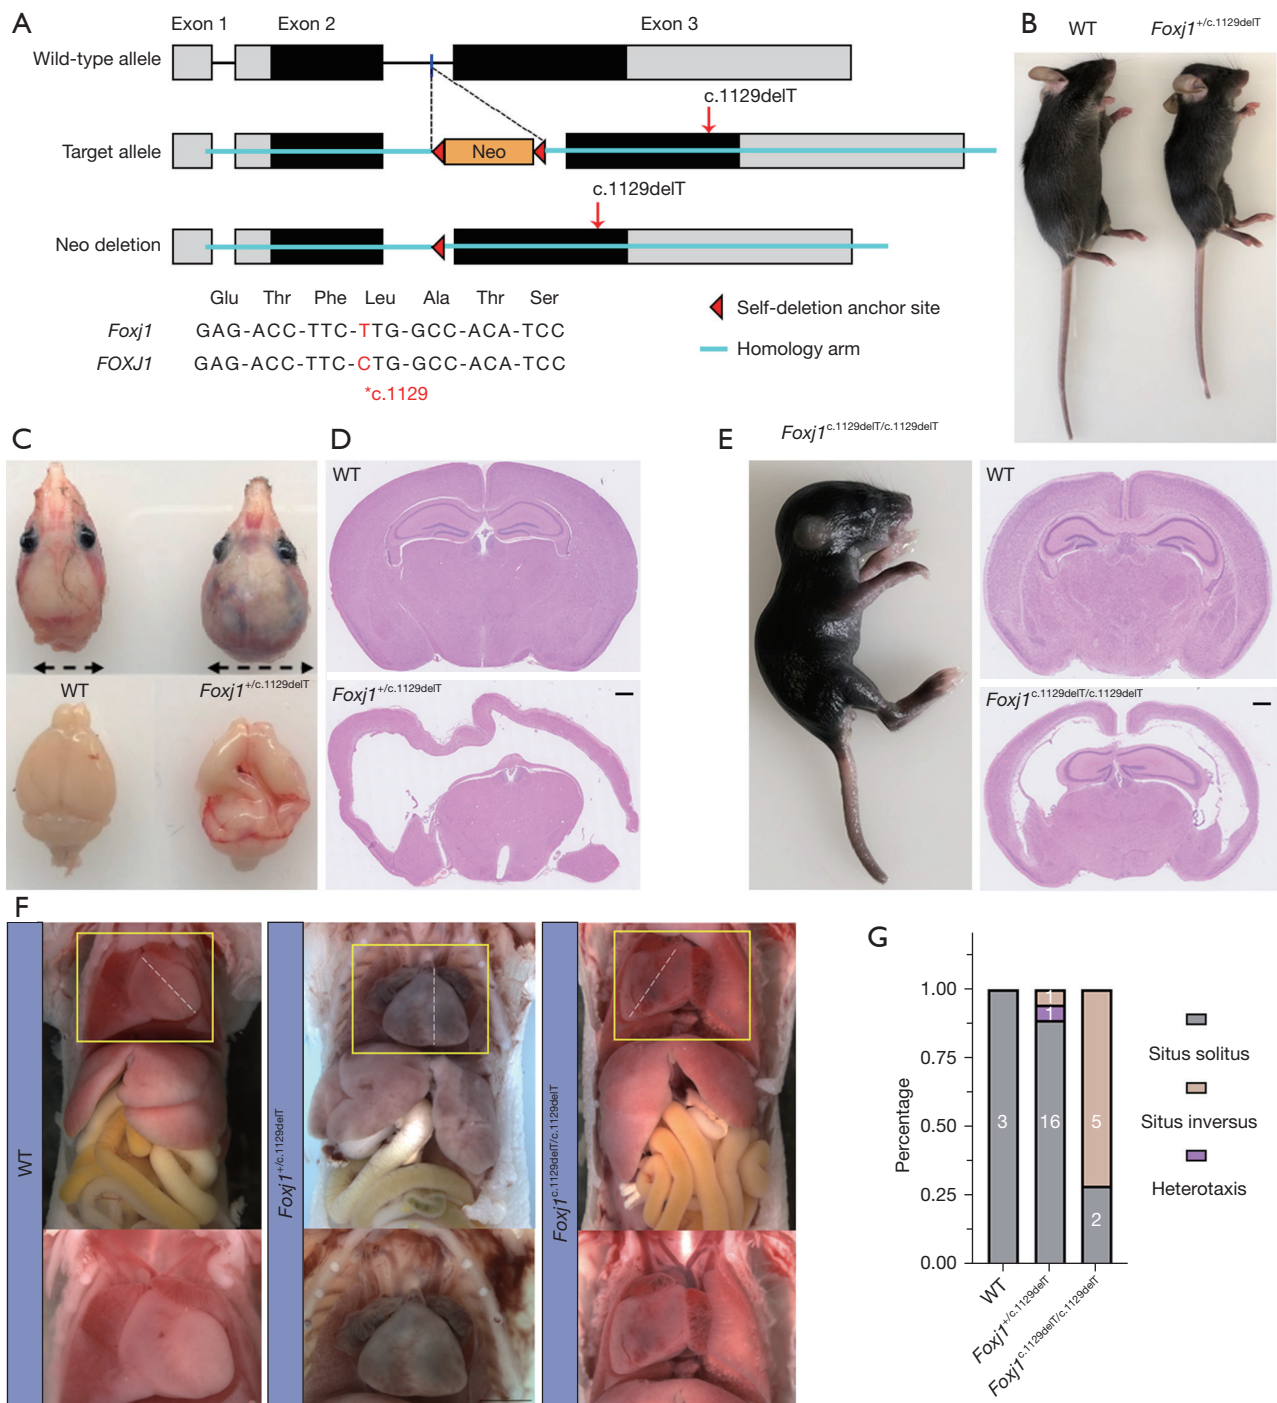 A
Exon 1
Exon 2
Exon 3
Wild-type allele
c.1129delT
Target allele
Neo
c.1129delT
Neo deletion
Glu Thr Phe Leu Ala Thr Ser
Foxj1 GAG-ACC-TTC-TTG-GCC-ACA-TCC
FOXJ1 GAG-ACC-TTC-CTG-GCC-ACA-TCC
*c.1129
Self-deletion anchor site
Homology arm
B
WT
Foxj1+/c.1129delT
C
WT
Foxj1+/c.1129delT
D
WT
Foxj1+/c.1129delT
E
Foxj1c.1129delT/c.1129delT
WT
Foxj1c.1129delT/c.1129delT
F
WT
Foxj1+/c.1129delT
Foxj1c.1129delT/c.1129delT
G
Percentage
1.00
0.75
0.50
0.25
0.00
3
1
1
16
5
2
WT
Foxj1+/c.1129delT
Foxj1c.1129delT/c.1129delT
Situs solitus
Situs inversus
Heterotaxis